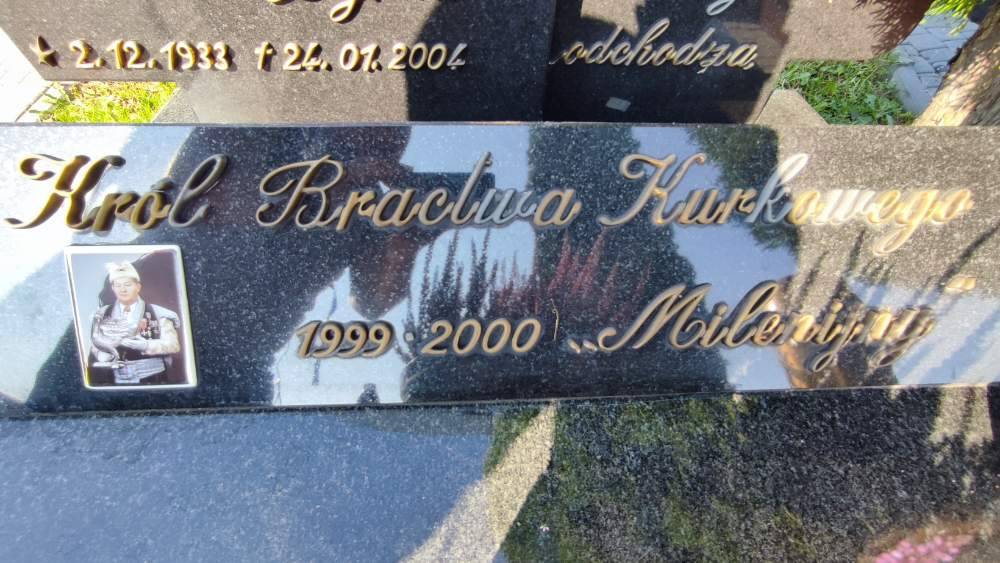 * 2.12.1933 † 24.01.2004
odchodzą,
Król Bractwa Kurkowego
1999-2000 „Milenijny"